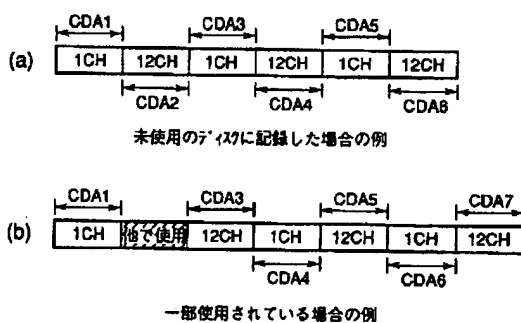 CDA1 CDA3 CDA5
(a) 1CH 12CH 1CH 12CH 1CH 12CH
CDA2 CDA4 CDA6
未使用のディスクに記録した場合の例
CDA1 CDA3 CDA5 CDA7
(b) 1CH 他で使用 12CH 1CH 12CH 1CH 12CH
CDA4 CDA6
一部使用されている場合の例